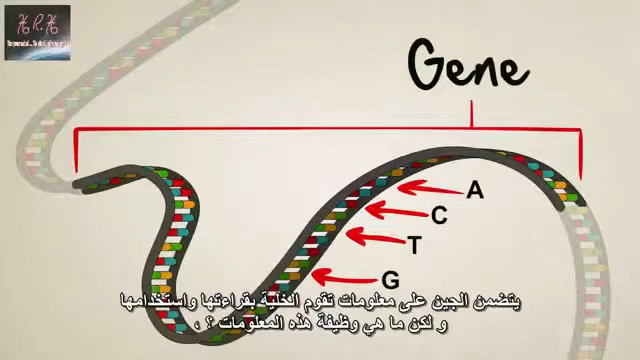 Gene
A
C
T
G
يتضمن الجين على معلومات تقوم الخلية بقراءتها واستخدامها
و لكن ما هي وظيفة هذه المعلومات ؟ ،